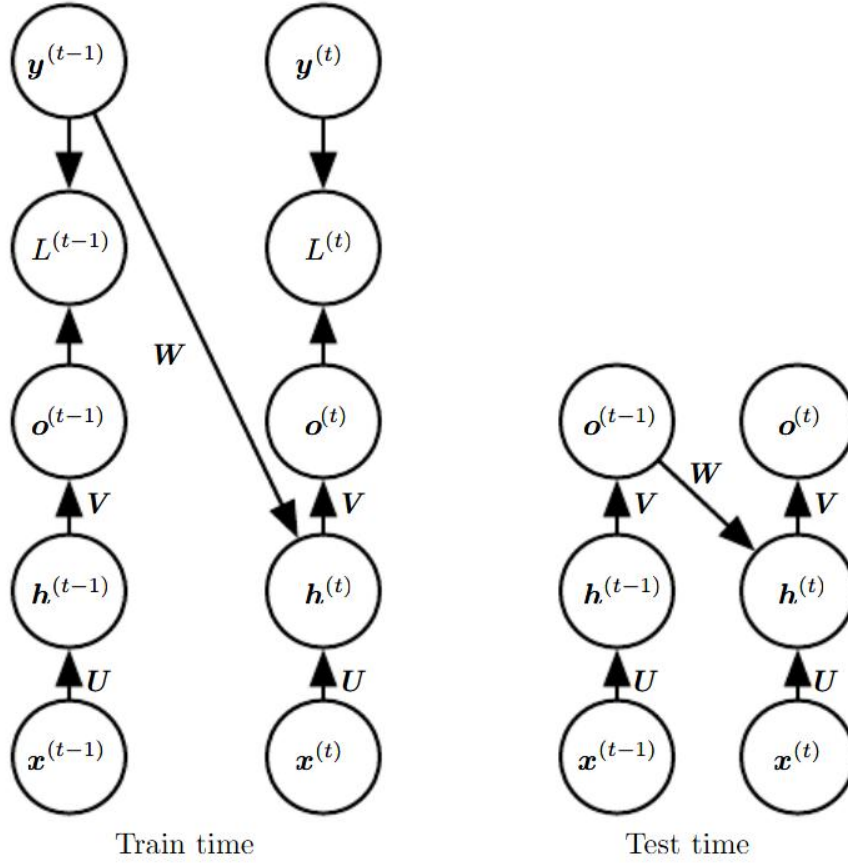 y^(t−1) y^(t)
L^(t−1) L^(t)
W
o^(t−1) o^(t) o^(t−1) o^(t)
W
V V V V
h^(t−1) h^(t) h^(t−1) h^(t)
U U U U
x^(t−1) x^(t) x^(t−1) x^(t)
Train time Test time